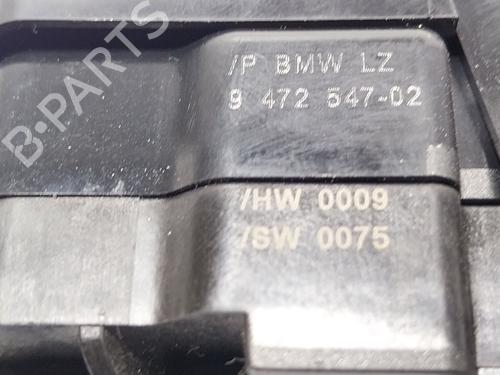 B-PARTS
/P BMW LZ
9 472 547-02
/HW 0009
/SW 0075